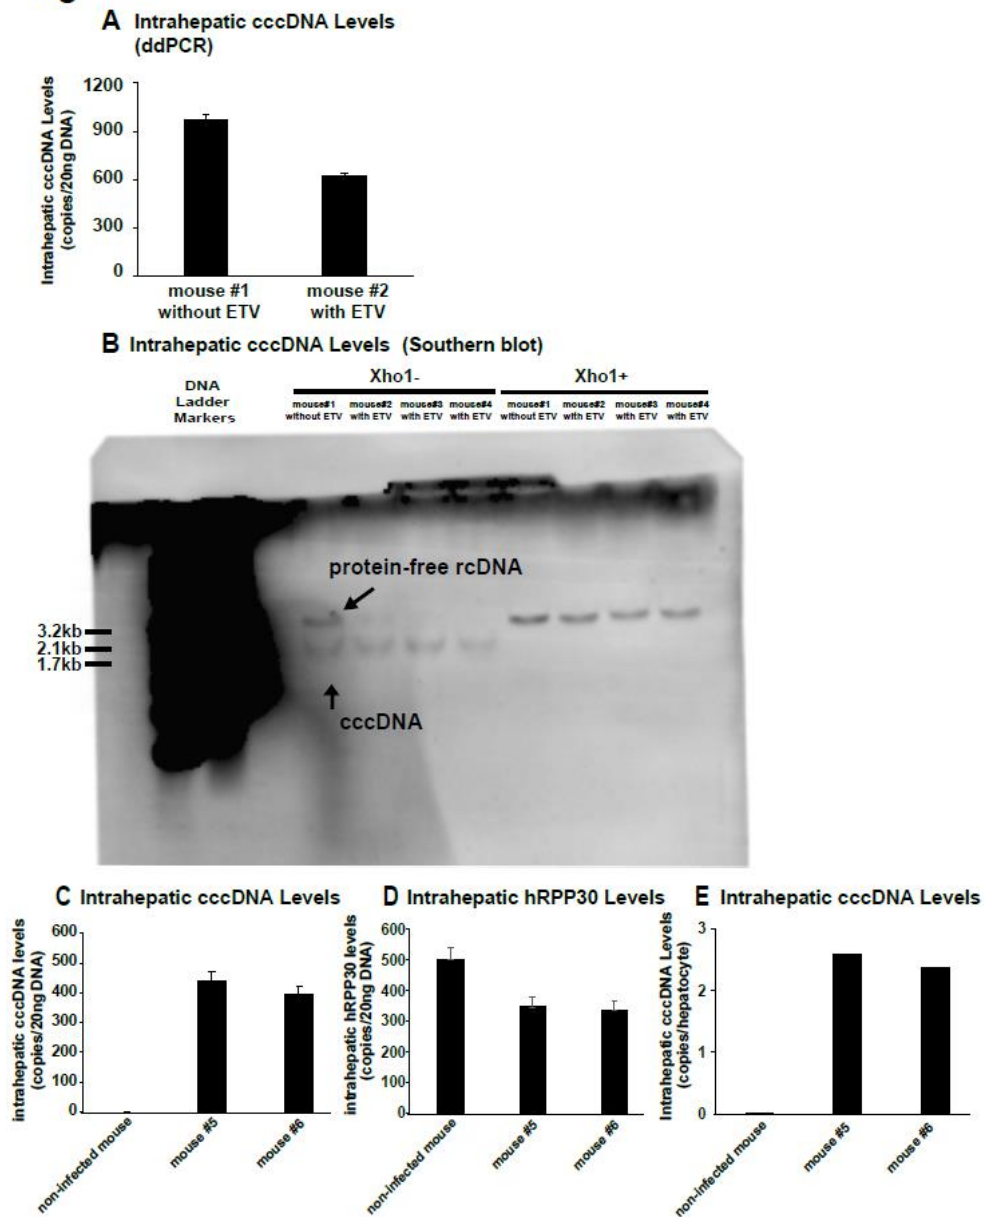 A Intrahepatic cccDNA Levels
(ddPCR)
Intrahepatic cccDNA Levels
(copies/20ng DNA)
1200
900
600
300
0
mouse #1
without ETV
mouse #2
with ETV
B Intrahepatic cccDNA Levels (Southern blot)
DNA
Ladder
Markers
Xho1-
Xho1+
mouse#1
without ETV
mouse#2
with ETV
mouse#3
with ETV
mouse#4
with ETV
mouse#1
without ETV
mouse#2
with ETV
mouse#3
with ETV
mouse#4
with ETV
protein-free rcDNA
3.2kb
2.1kb
1.7kb
cccDNA
C Intrahepatic cccDNA Levels
intrahepatic cccDNA levels
(copies/20ng DNA)
600
500
400
300
200
100
0
non-infected mouse
mouse #5
mouse #6
D Intrahepatic hRPP30 Levels
intrahepatic hRPP30 levels
(copies/20ng DNA)
600
500
400
300
200
100
0
non-infected mouse
mouse #5
mouse #6
E Intrahepatic cccDNA Levels
Intrahepatic cccDNA Levels
(copies/hepatocyte)
3
2
1
0
non-infected mouse
mouse #5
mouse #6